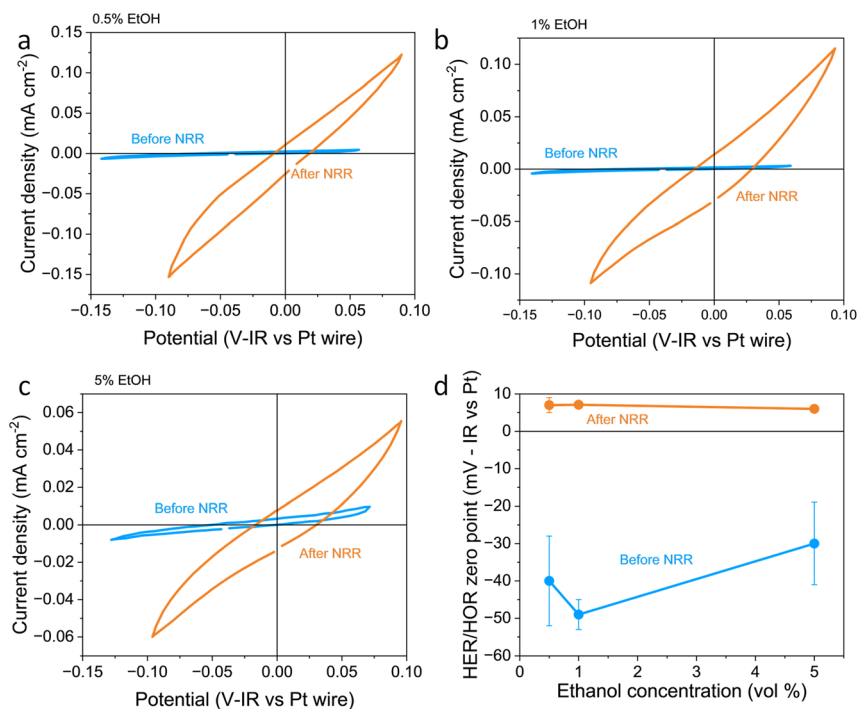 a
0.5% EtOH
Current density (mA cm-2)
0.15
0.10
0.05
0.00
−0.05
−0.10
−0.15
Before NRR
After NRR
−0.15 −0.10 −0.05 0.00 0.05 0.10
Potential (V-IR vs Pt wire)
b
1% EtOH
Current density (mA cm-2)
0.15
0.10
0.05
0.00
−0.05
−0.10
Before NRR
After NRR
−0.15 −0.10 −0.05 0.00 0.05 0.10
Potential (V-IR vs Pt wire)
c
5% EtOH
Current density (mA cm-2)
0.06
0.04
0.02
0.00
−0.02
−0.04
−0.06
Before NRR
After NRR
−0.15 −0.10 −0.05 0.00 0.05 0.10
Potential (V-IR vs Pt wire)
d
HER/HOR zero point (mV - IR vs Pt)
10
0
−10
−20
−30
−40
−50
−60
After NRR
Before NRR
0 1 2 3 4 5
Ethanol concentration (vol %)